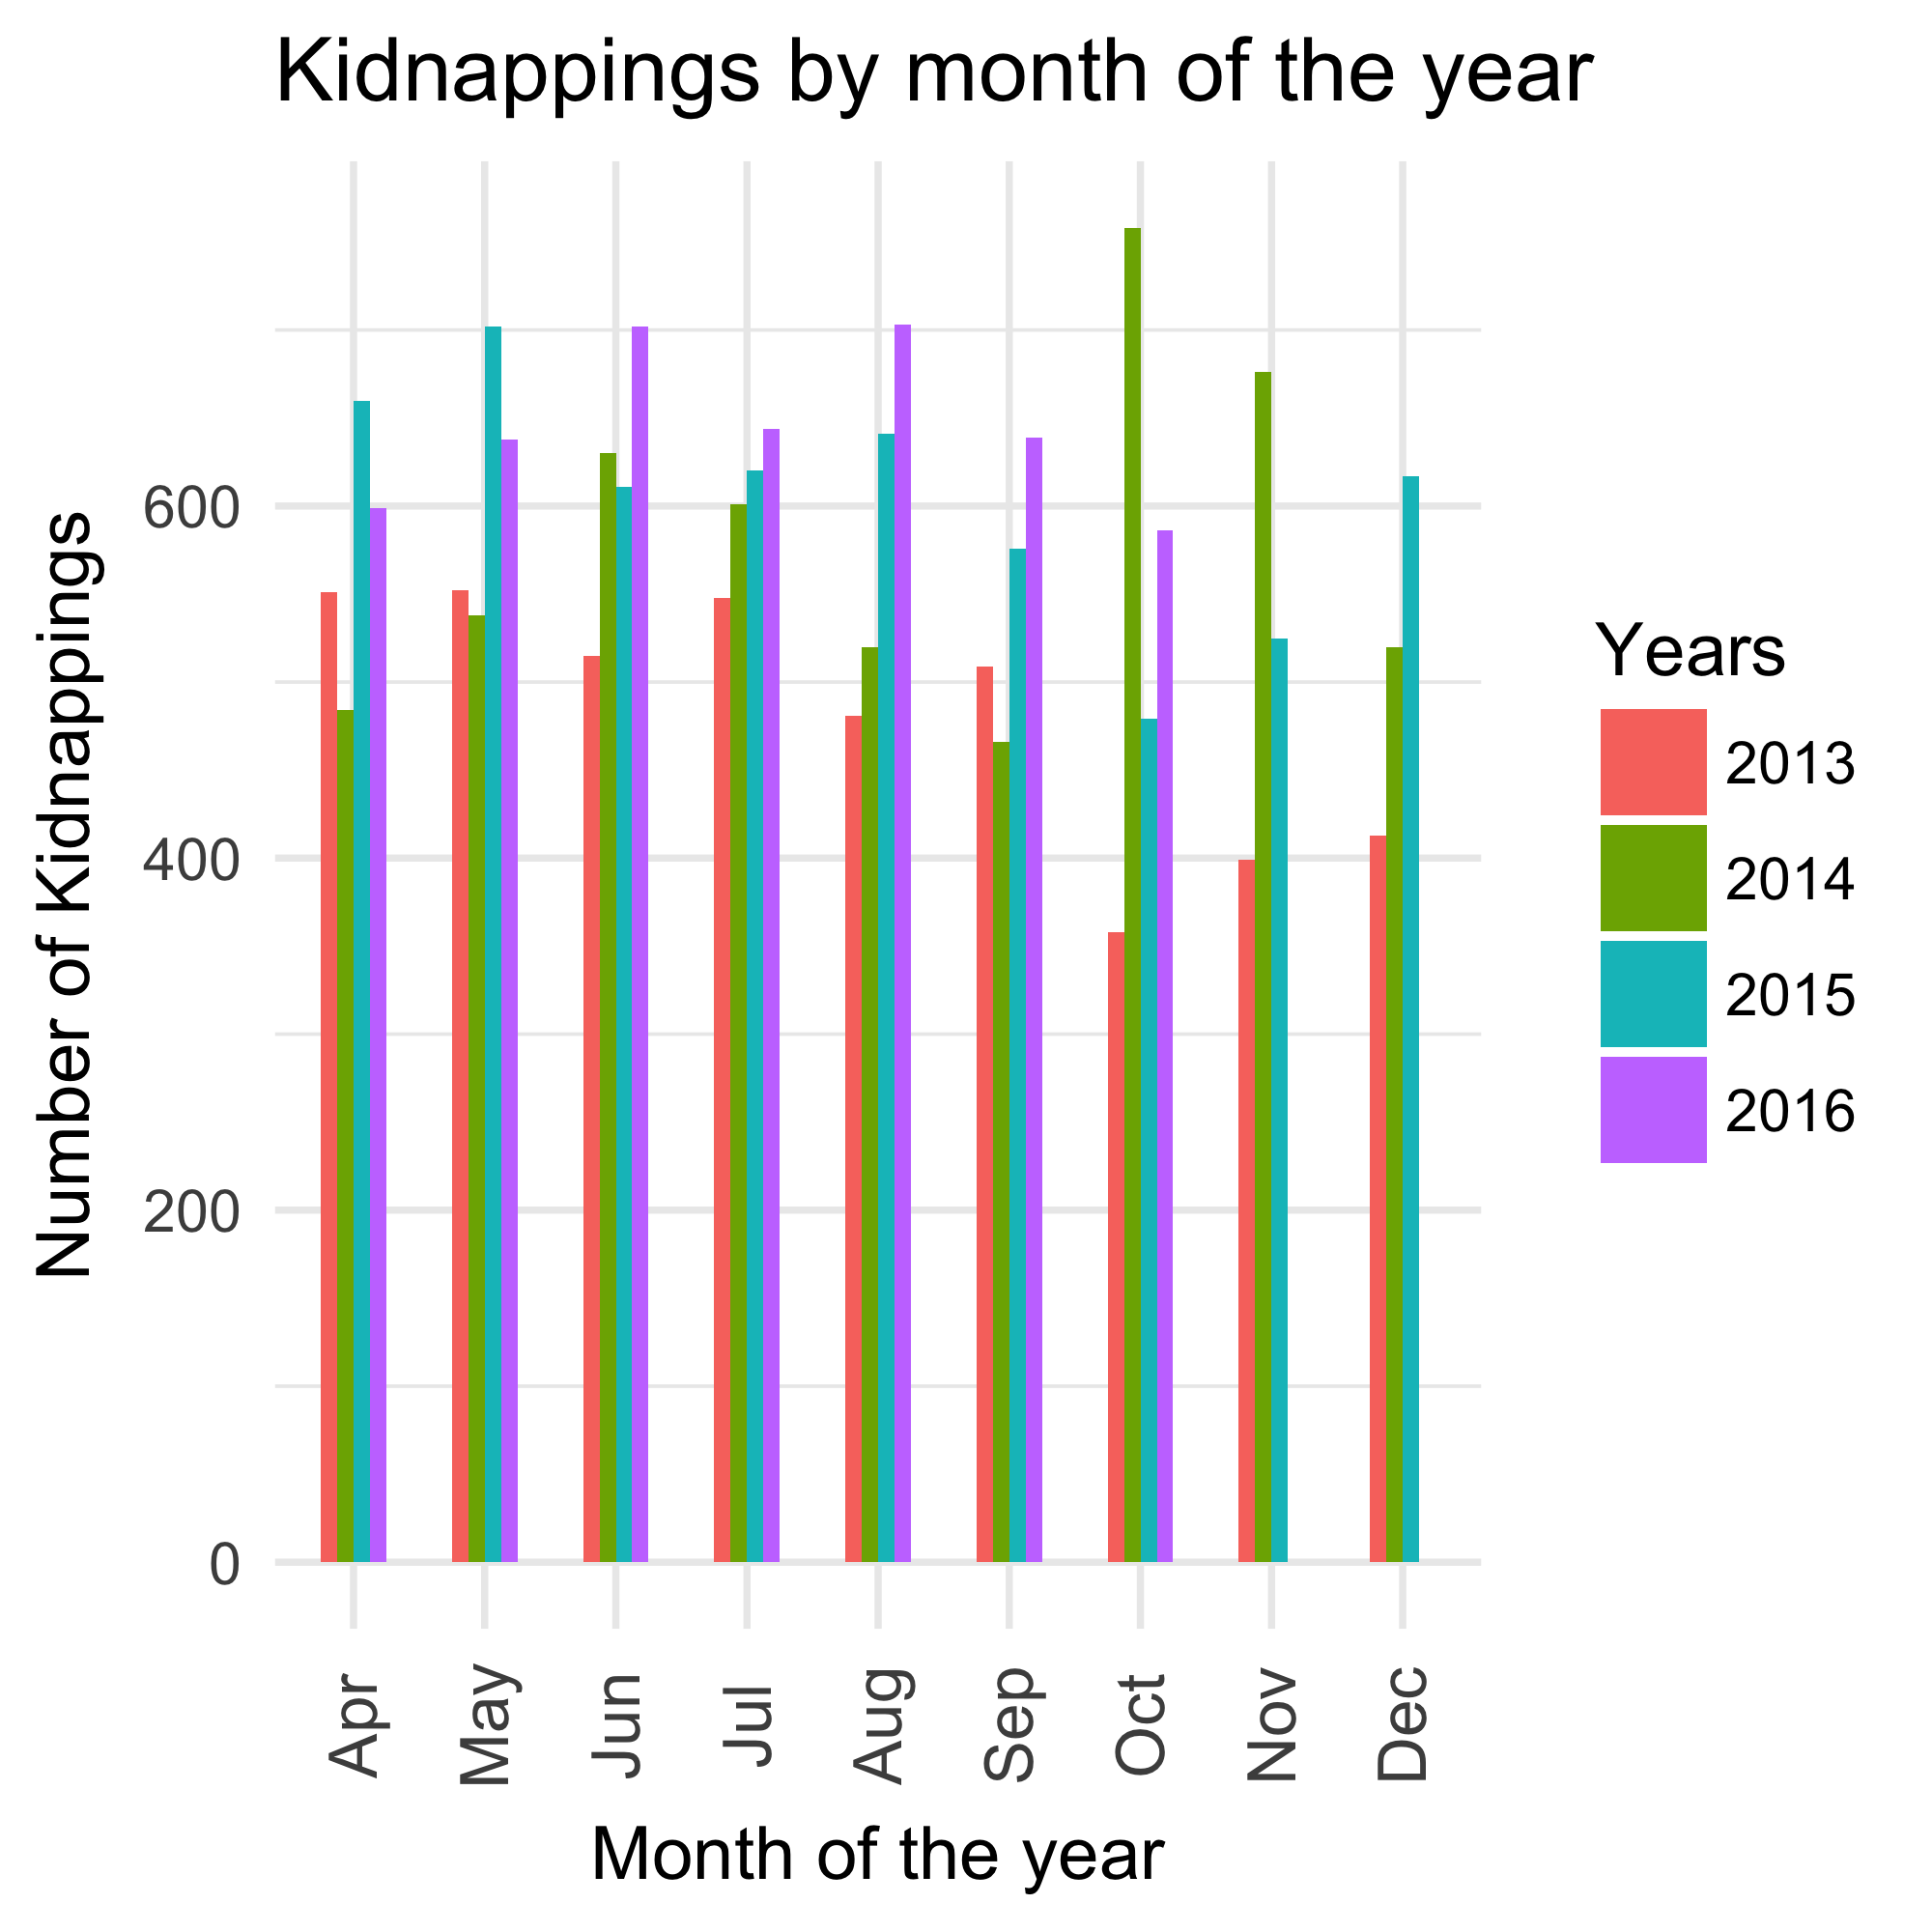 Kidnappings by month of the year
Number of Kidnappings
600
400
200
0
Apr
May
Jun
Jul
Aug
Sep
Oct
Nov
Dec
Month of the year
Years
2013
2014
2015
2016